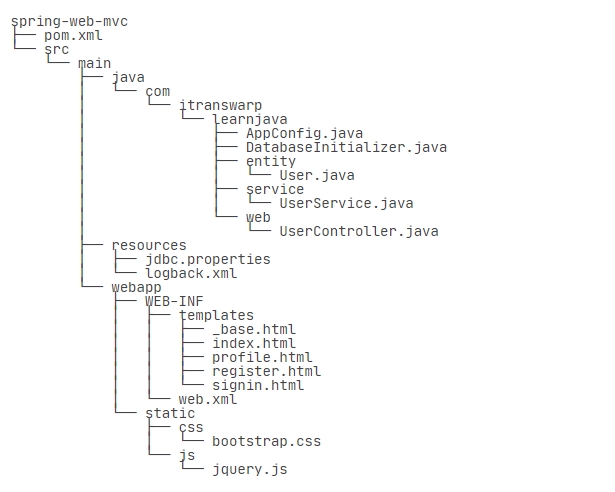 spring-web-mvc
├── pom.xml
└── src
    └── main
        ├── java
        │   └── com
        │       └── itranswarp
        │           └── learnjava
        │               ├── AppConfig.java
        │               ├── DatabaseInitializer.java
        │               ├── entity
        │               │   └── User.java
        │               ├── service
        │               │   └── UserService.java
        │               └── web
        │                   └── UserController.java
        ├── resources
        │   ├── jdbc.properties
        │   └── logback.xml
        └── webapp
            ├── WEB-INF
            │   ├── templates
            │   │   ├── _base.html
            │   │   ├── index.html
            │   │   ├── profile.html
            │   │   ├── register.html
            │   │   └── signin.html
            │   └── web.xml
            └── static
                ├── css
                │   └── bootstrap.css
                └── js
                    └── jquery.js